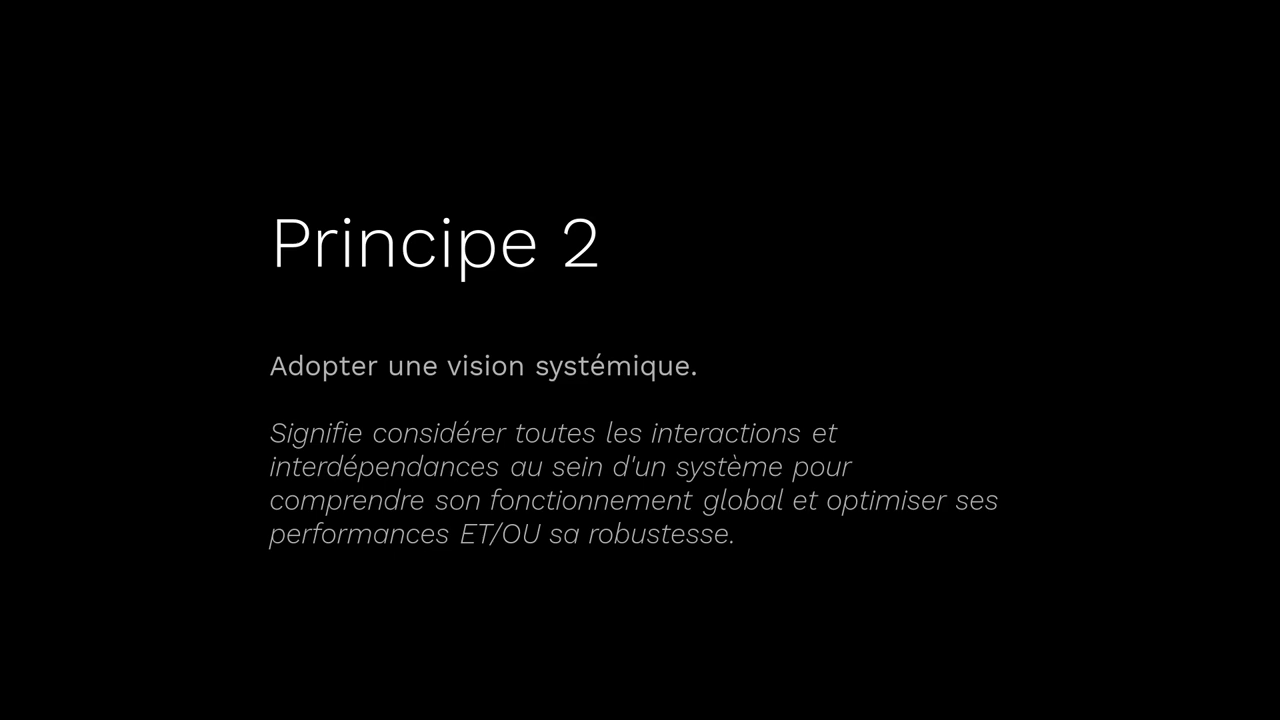 Principe 2
Adopter une vision systémique.
Signifie considérer toutes les interactions et
interdépendances au sein d'un système pour
comprendre son fonctionnement global et optimiser ses
performances ET/OU sa robustesse.